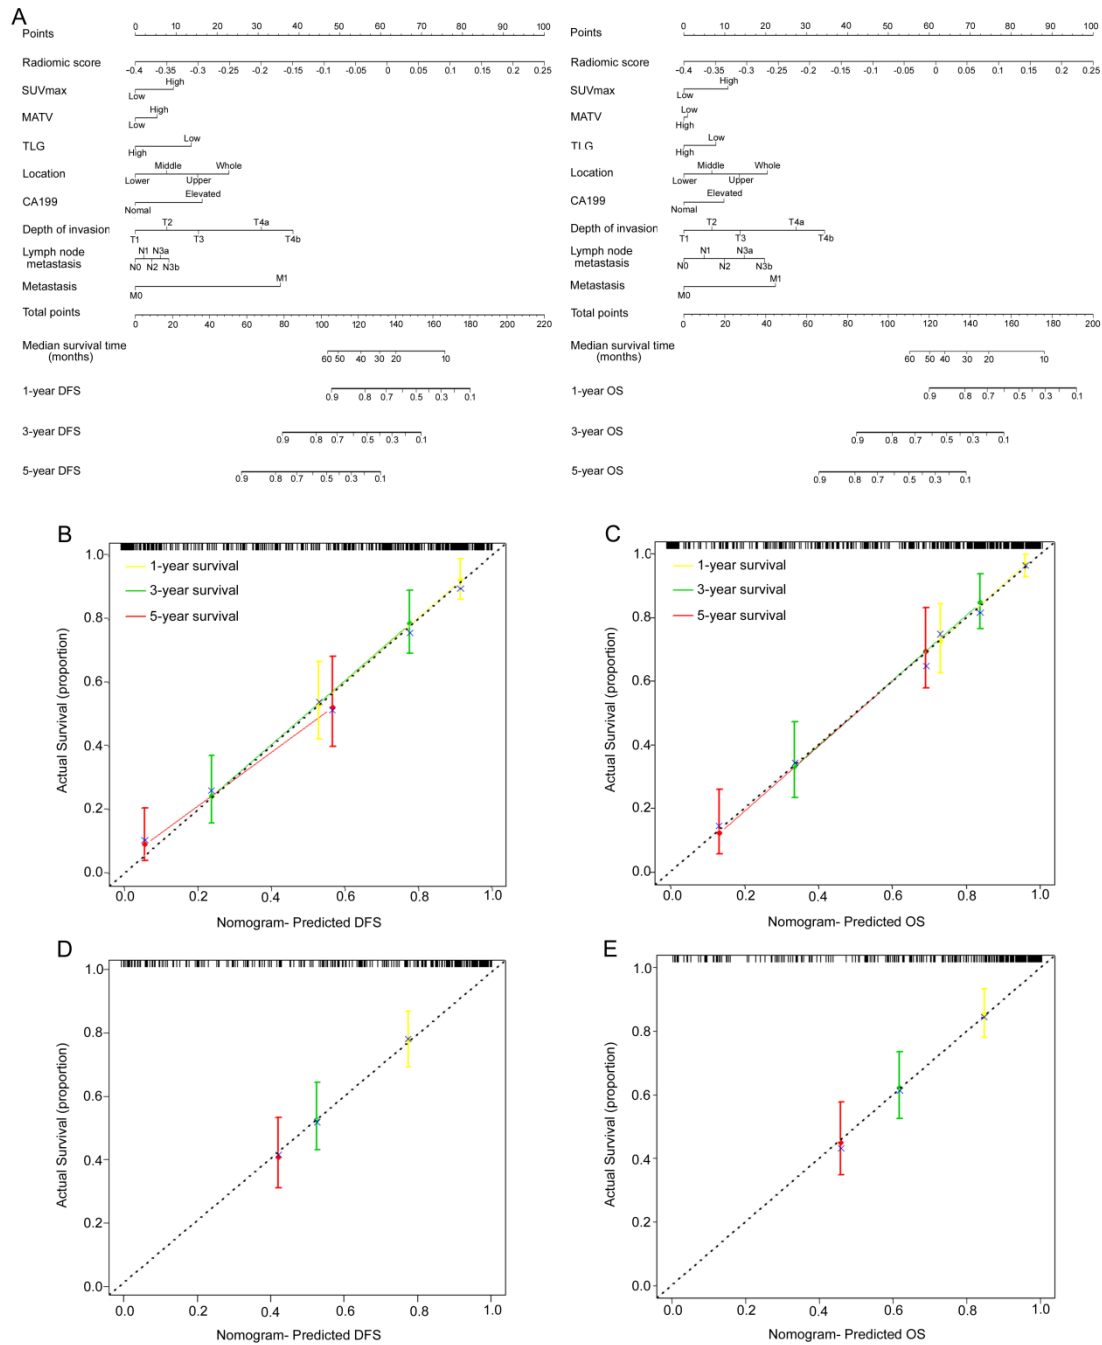 A
Points
0 10 20 30 40 50 60 70 80 90 100
Radiomic score
−0.4 −0.35 −0.3 −0.25 −0.2 −0.15 −0.1 −0.05 0 0.05 0.1 0.15 0.2 0.25
SUVmax
High
Low
MATV
High
Low
TLG
Low
High
Location
Middle Whole
Lower Upper
CA199
Elevated
Nomal
Depth of invasion
T2 T4a
T1 T3 T4b
Lymph node
metastasis
N1 N3a
N0 N2 N3b
Metastasis
M1
M0
Total points
0 20 40 60 80 100 120 140 160 180 200 220
Median survival time
(months)
60 50 40 30 20 10
1-year DFS
0.9 0.8 0.7 0.5 0.3 0.1
3-year DFS
0.9 0.8 0.7 0.5 0.3 0.1
5-year DFS
0.9 0.8 0.7 0.5 0.3 0.1
Points
0 10 20 30 40 50 60 70 80 90 100
Radiomic score
−0.4 −0.35 −0.3 −0.25 −0.2 −0.15 −0.1 −0.05 0 0.05 0.1 0.15 0.2 0.25
SUVmax
High
Low
MATV
Low
High
TLG
Low
High
Location
Middle Whole
Lower Upper
CA199
Elevated
Nomal
Depth of invasion
T2 T4a
T1 T3 T4b
Lymph node
metastasis
N1 N3a
N0 N2 N3b
Metastasis
M1
M0
Total points
0 20 40 60 80 100 120 140 160 180 200
Median survival time
(months)
60 50 40 30 20 10
1-year OS
0.9 0.8 0.7 0.5 0.3 0.1
3-year OS
0.9 0.8 0.7 0.5 0.3 0.1
5-year OS
0.9 0.8 0.7 0.5 0.3 0.1
B
1-year survival
3-year survival
5-year survival
Actual Survival (proportion)
1.0
0.8
0.6
0.4
0.2
0.0
0.0 0.2 0.4 0.6 0.8 1.0
Nomogram- Predicted DFS
C
1-year survival
3-year survival
5-year survival
Actual Survival (proportion)
1.0
0.8
0.6
0.4
0.2
0.0
0.0 0.2 0.4 0.6 0.8 1.0
Nomogram- Predicted OS
D
Actual Survival (proportion)
1.0
0.8
0.6
0.4
0.2
0.0
0.0 0.2 0.4 0.6 0.8 1.0
Nomogram- Predicted DFS
E
Actual Survival (proportion)
1.0
0.8
0.6
0.4
0.2
0.0
0.0 0.2 0.4 0.6 0.8 1.0
Nomogram- Predicted OS